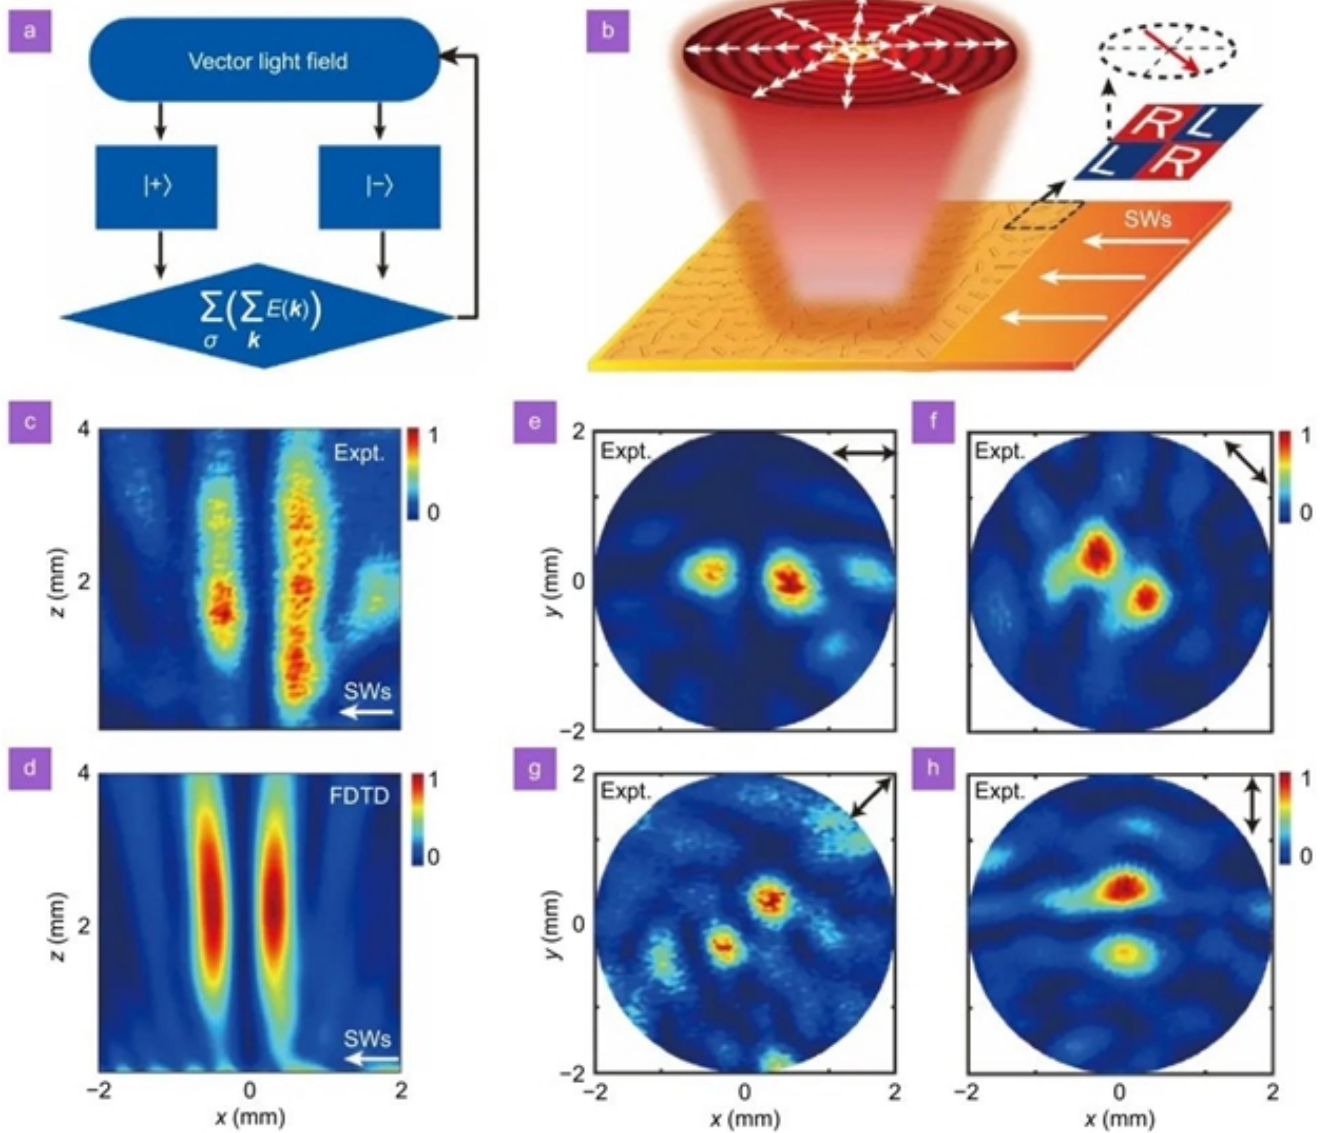 a
Vector light field
|+⟩
|−⟩
∑σ(∑k E(k))
b
R L
L R
SWs
c
4
2
z (mm)
Expt.
SWs
1
0
e
2
0
−2
y (mm)
Expt.
f
Expt.
1
0
d
4
2
z (mm)
FDTD
SWs
1
0
−2
0
2
x (mm)
g
2
0
−2
y (mm)
Expt.
0
2
x (mm)
h
Expt.
1
0
−2
0
2
x (mm)